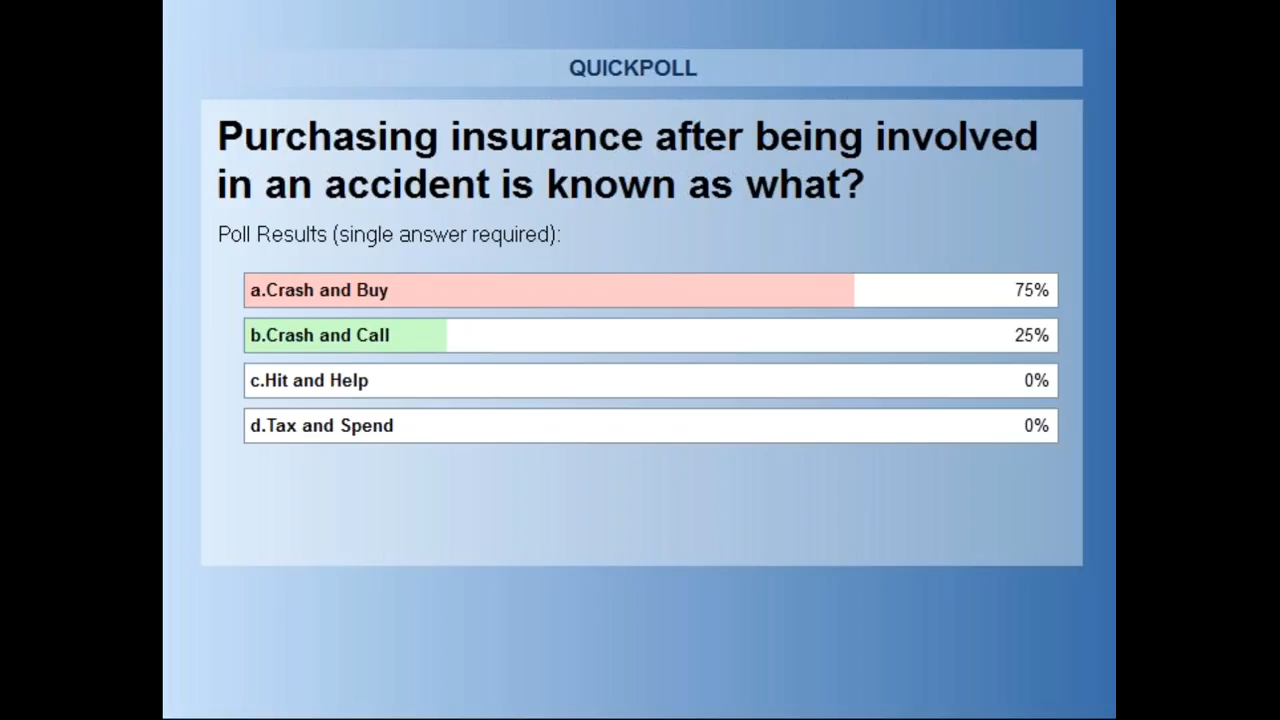 QUICKPOLL
Purchasing insurance after being involved
in an accident is known as what?
Poll Results (single answer required):
a.Crash and Buy 75%
b.Crash and Call 25%
c.Hit and Help 0%
d.Tax and Spend 0%